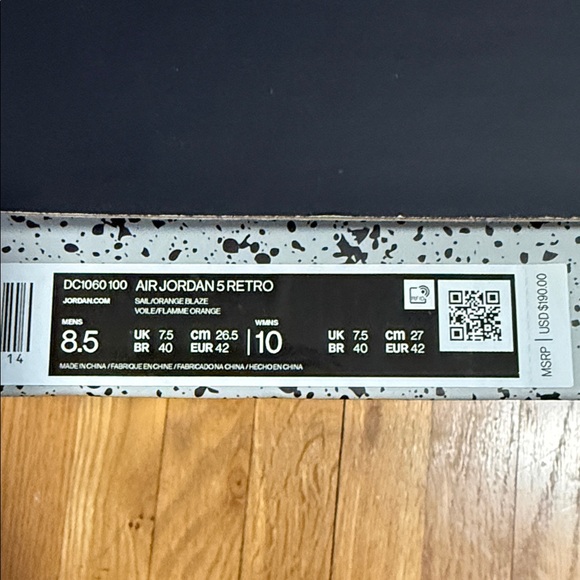 DC1060 100 AIR JORDAN 5 RETRO
JORDAN.COM SAIL/ORANGE BLAZE
VOILE/FLAMME ORANGE
RFID
MENS
8.5
UK 7.5 cm 26.5
BR 40 EUR 42
WMNS
10
UK 7.5 cm 27
BR 40 EUR 42
MADE IN CHINA / FABRIQUE EN CHINE / FABRICADO NA CHINA / HECHO EN CHINA
14
MSRP | USD $190.00